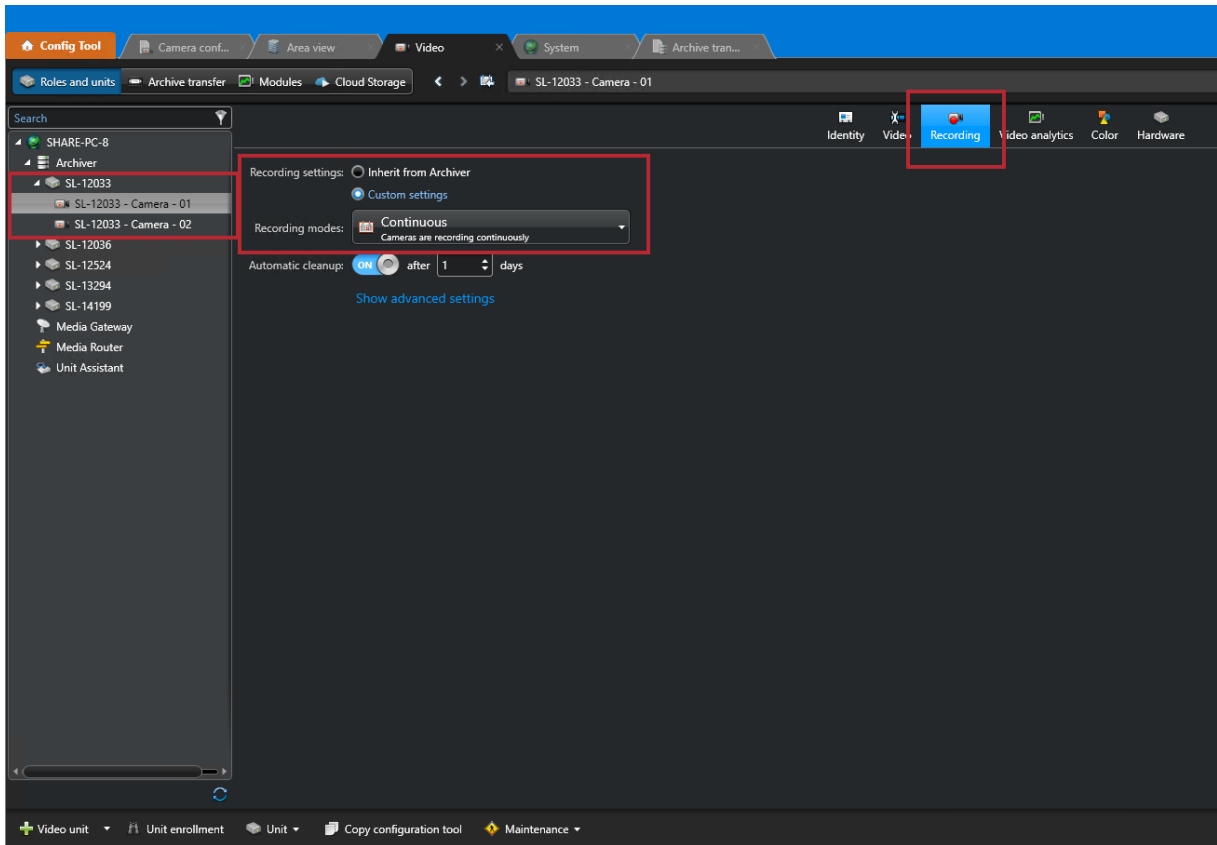 Config Tool
Camera conf...
Area view
Video
System
Archive tran...
Roles and units
Archive transfer
Modules
Cloud Storage
SL-12033 - Camera - 01
Search
Identity
Video
Recording
Video analytics
Color
Hardware
SHARE-PC-8
Archiver
SL-12033
SL-12033 - Camera - 01
SL-12033 - Camera - 02
SL-12036
SL-12524
SL-13294
SL-14199
Media Gateway
Media Router
Unit Assistant
Recording settings: Inherit from Archiver
Custom settings
Recording modes: Continuous
Cameras are recording continuously
Automatic cleanup: ON after 1 days
Show advanced settings
Video unit
Unit enrollment
Unit
Copy configuration tool
Maintenance